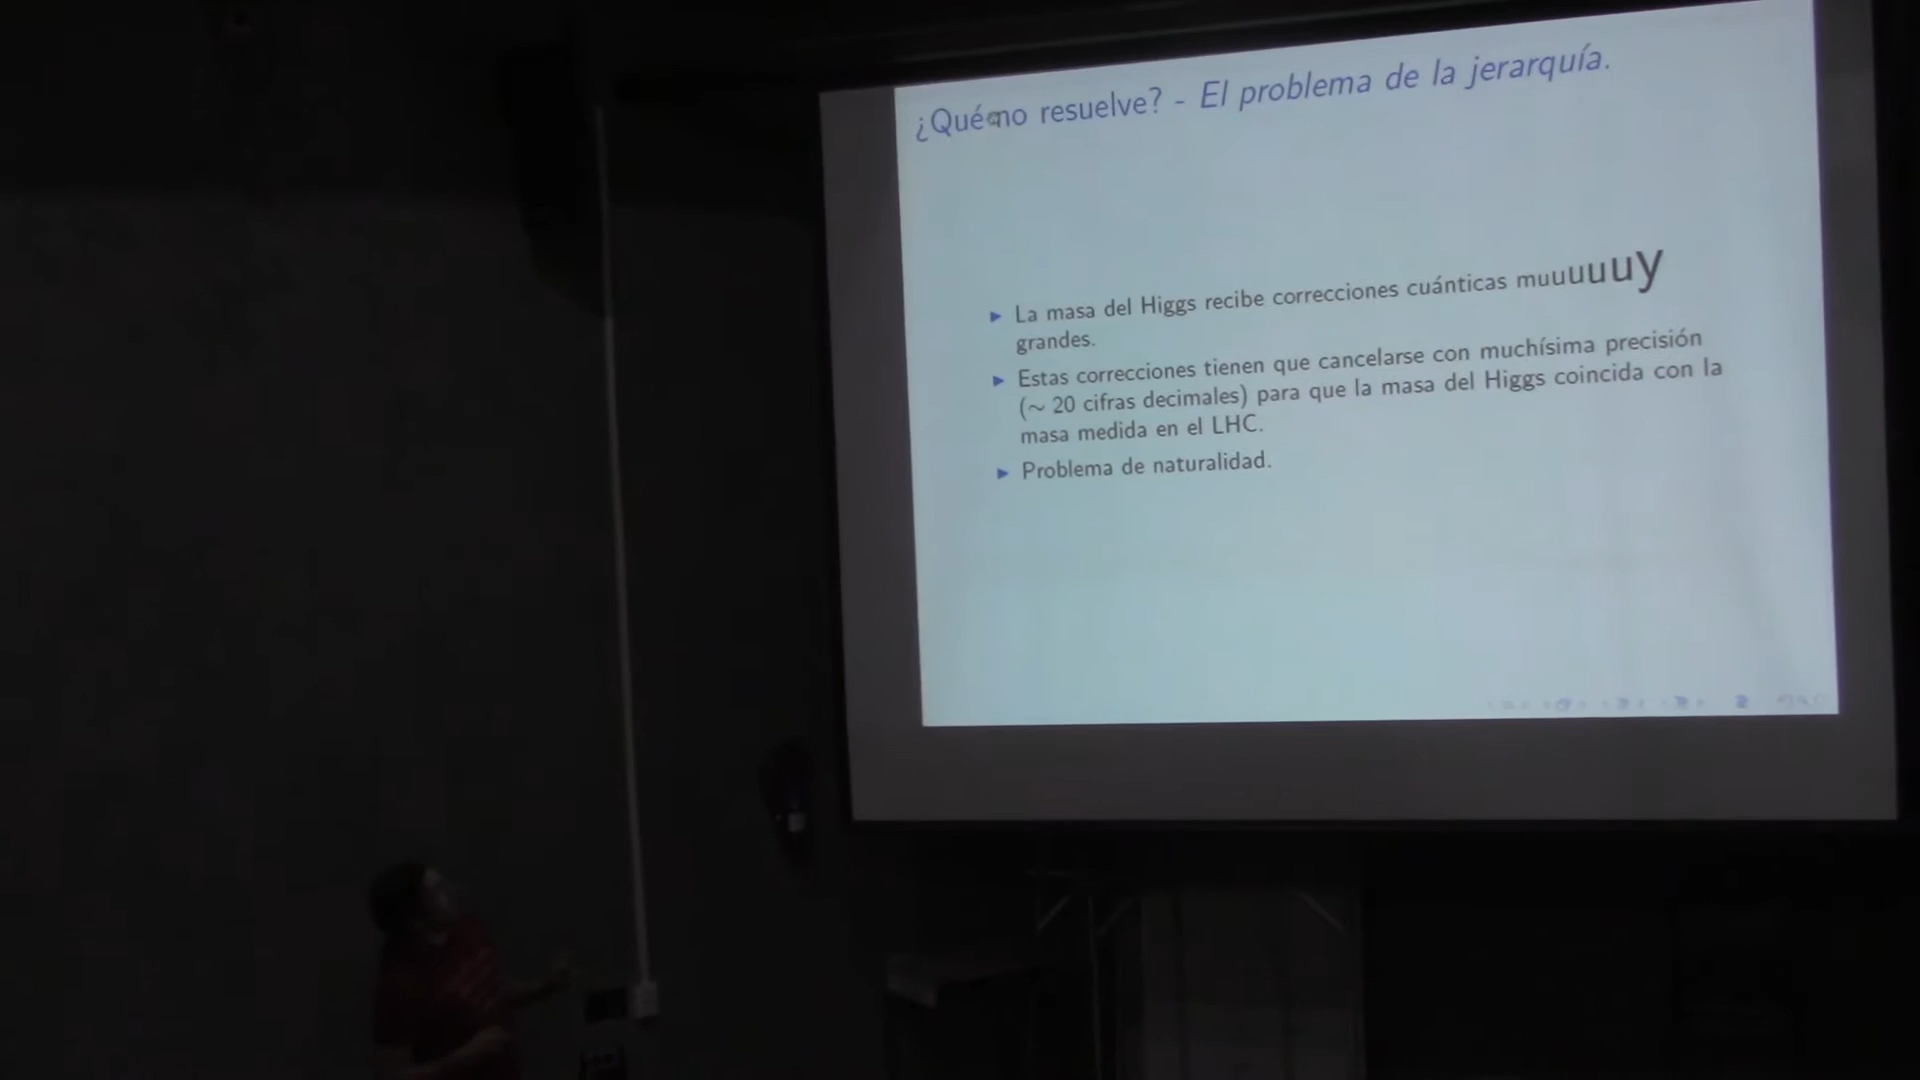 ¿Qué no resuelve? - El problema de la jerarquía.
▶ La masa del Higgs recibe correcciones cuánticas muuuuuuy
grandes.
▶ Estas correcciones tienen que cancelarse con muchísima precisión
(∼ 20 cifras decimales) para que la masa del Higgs coincida con la
masa medida en el LHC.
▶ Problema de naturalidad.